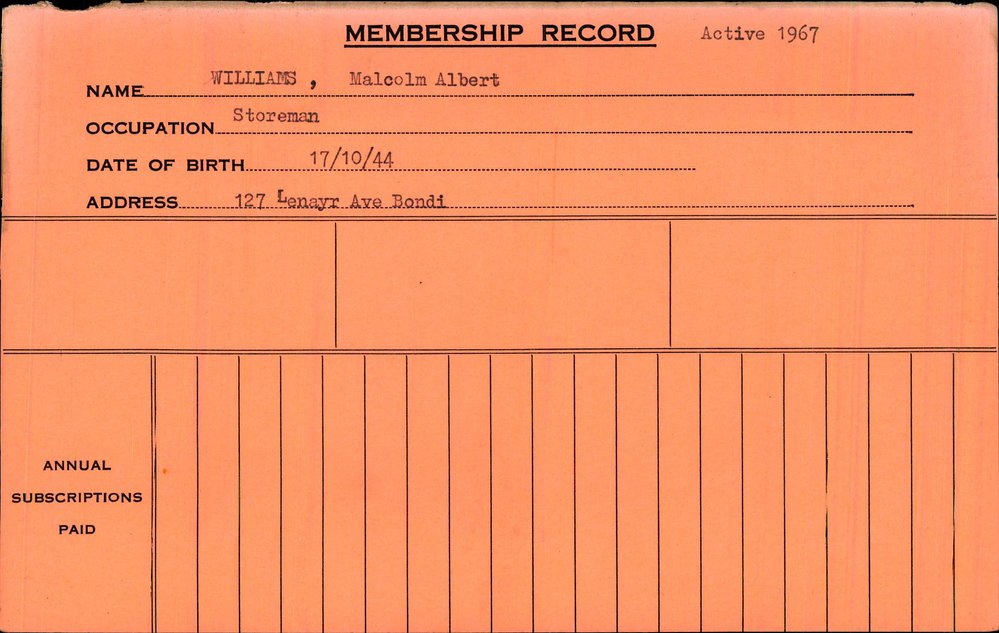 MEMBERSHIP RECORD Active 1967
NAME WILLIAMS , Malcolm Albert
OCCUPATION Storeman
DATE OF BIRTH 17/10/44
ADDRESS 127 Lenayr Ave Bondi
ANNUAL
SUBSCRIPTIONS
PAID